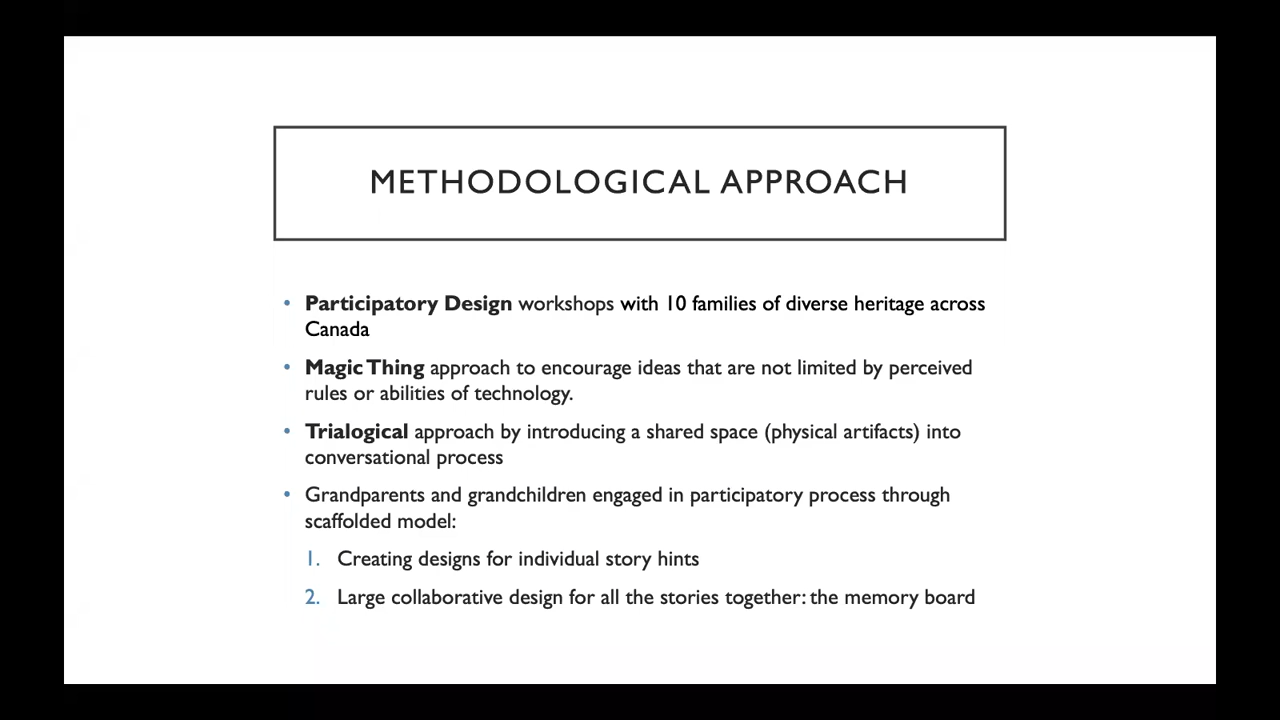 METHODOLOGICAL APPROACH
• Participatory Design workshops with 10 families of diverse heritage across
Canada
• Magic Thing approach to encourage ideas that are not limited by perceived
rules or abilities of technology.
• Trialogical approach by introducing a shared space (physical artifacts) into
conversational process
• Grandparents and grandchildren engaged in participatory process through
scaffolded model:
1. Creating designs for individual story hints
2. Large collaborative design for all the stories together: the memory board